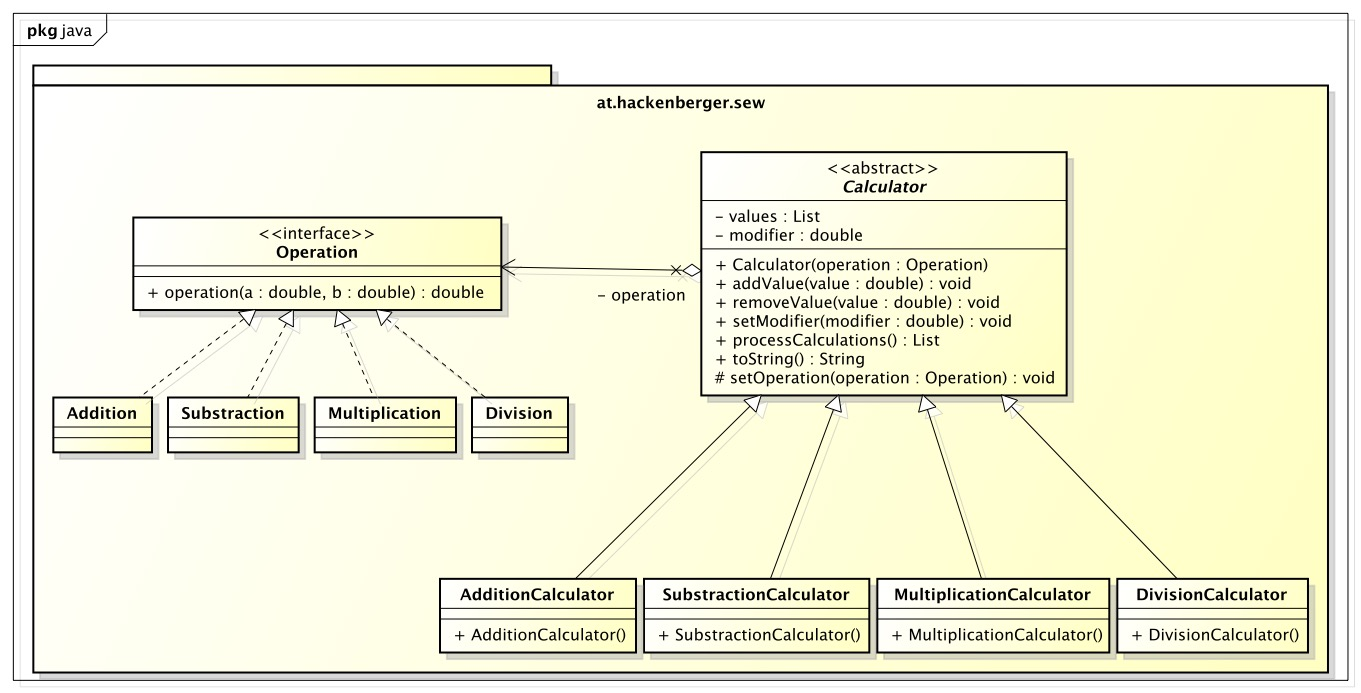 pkg java
at.hackenberger.sew
<<interface>>
Operation
+ operation(a : double, b : double) : double
<<abstract>>
Calculator
- values : List
- modifier : double
+ Calculator(operation : Operation)
+ addValue(value : double) : void
+ removeValue(value : double) : void
+ setModifier(modifier : double) : void
+ processCalculations() : List
+ toString() : String
# setOperation(operation : Operation) : void
- operation
Addition
Substraction
Multiplication
Division
AdditionCalculator
+ AdditionCalculator()
SubstractionCalculator
+ SubstractionCalculator()
MultiplicationCalculator
+ MultiplicationCalculator()
DivisionCalculator
+ DivisionCalculator()